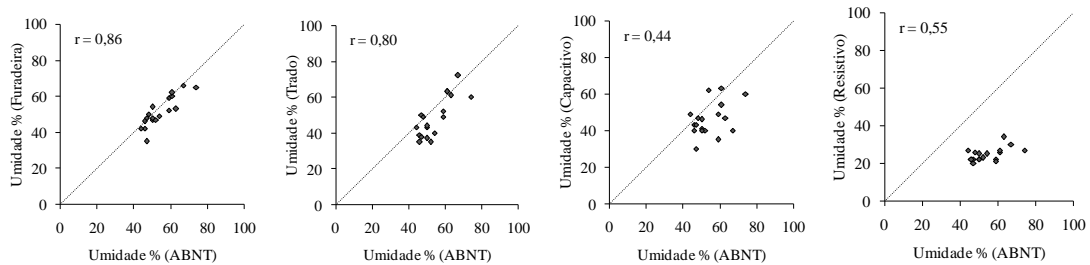 r = 0,86
Umidade % (Furadeira)
100
80
60
40
20
0
0 20 40 60 80 100
Umidade % (ABNT)
r = 0,80
Umidade % (Trado)
100
80
60
40
20
0
0 20 40 60 80 100
Umidade % (ABNT)
r = 0,44
Umidade % (Capacitivo)
100
80
60
40
20
0
0 20 40 60 80 100
Umidade % (ABNT)
r = 0,55
Umidade % (Resistivo)
100
80
60
40
20
0
0 20 40 60 80 100
Umidade % (ABNT)